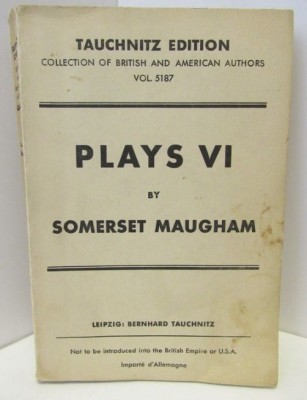 TAUCHNITZ EDITION
COLLECTION OF BRITISH AND AMERICAN AUTHORS
VOL. 5187
PLAYS VI
BY
SOMERSET MAUGHAM
LEIPZIG: BERNHARD TAUCHNITZ
Not to be introduced into the British Empire or U.S.A.
Importé d'Allemagne